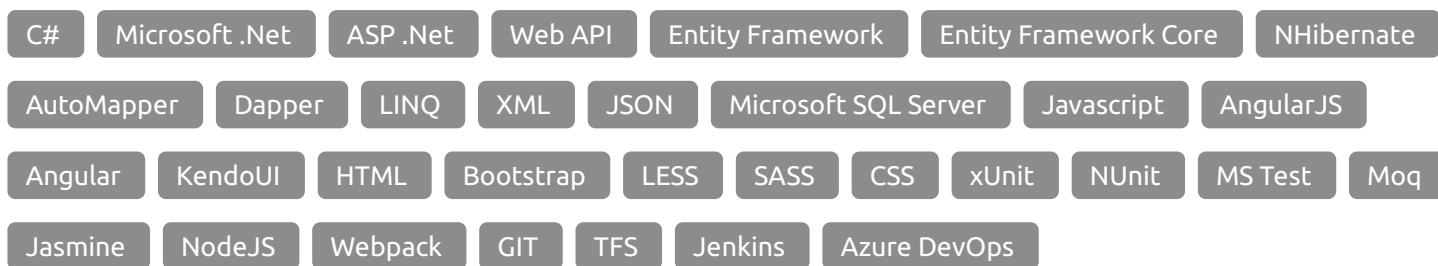 C# Microsoft .Net ASP .Net Web API Entity Framework Entity Framework Core NHibernate
AutoMapper Dapper LINQ XML JSON Microsoft SQL Server Javascript AngularJS
Angular KendoUI HTML Bootstrap LESS SASS CSS xUnit NUnit MS Test Moq
Jasmine NodeJS Webpack GIT TFS Jenkins Azure DevOps